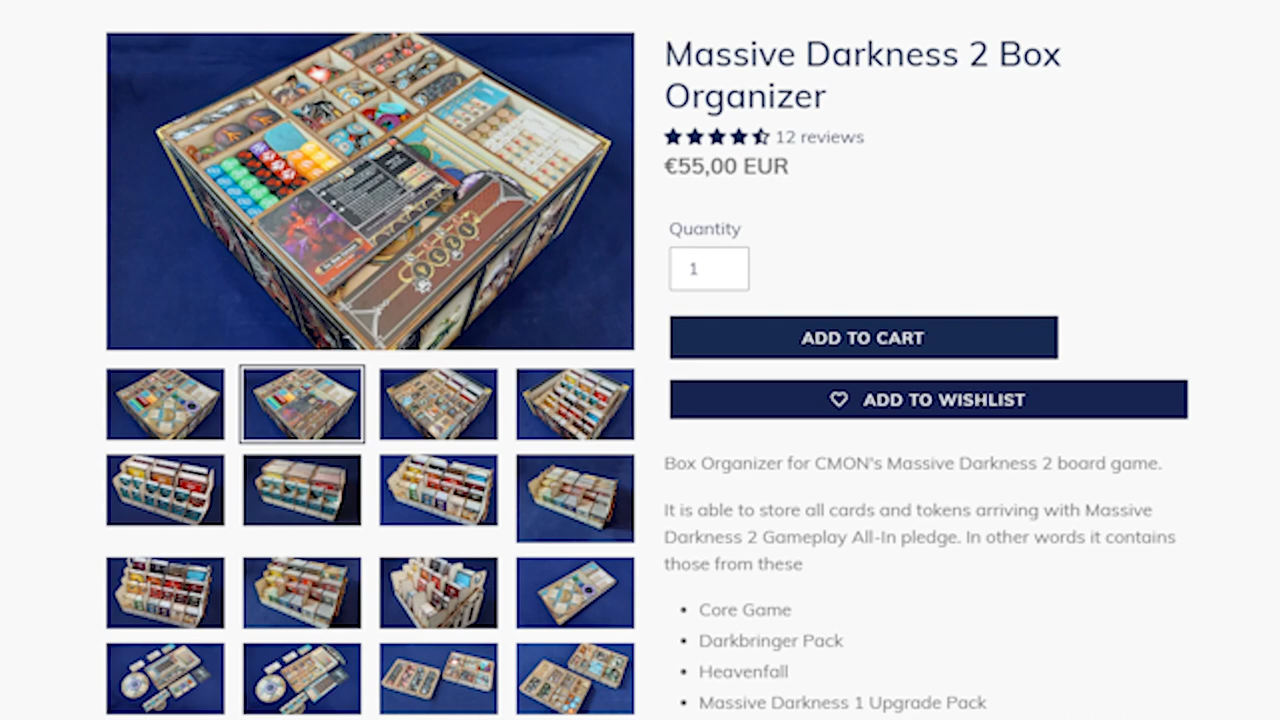 Massive Darkness 2 Box
Organizer
12 reviews
€55,00 EUR
Quantity
1
ADD TO CART
ADD TO WISHLIST
Box Organizer for CMON's Massive Darkness 2 board game.
It is able to store all cards and tokens arriving with Massive
Darkness 2 Gameplay All-In pledge. In other words it contains
those from these
• Core Game
• Darkbringer Pack
• Heavenfall
• Massive Darkness 1 Upgrade Pack